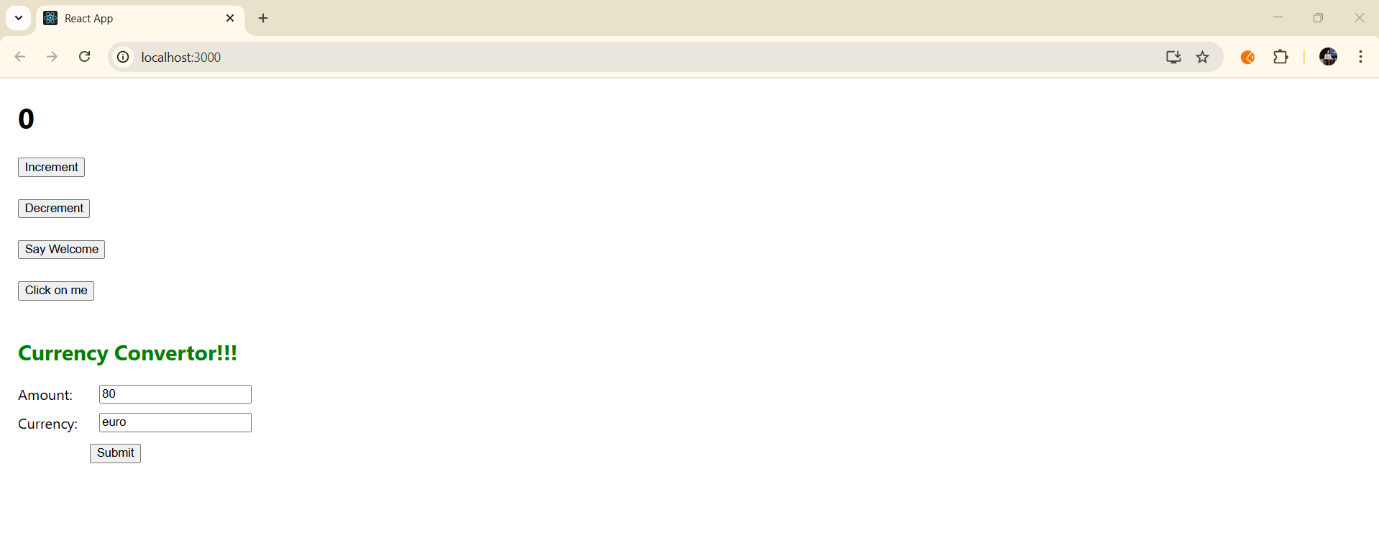 React App
localhost:3000
0
Increment
Decrement
Say Welcome
Click on me
Currency Convertor!!!
Amount: 80
Currency: euro
Submit